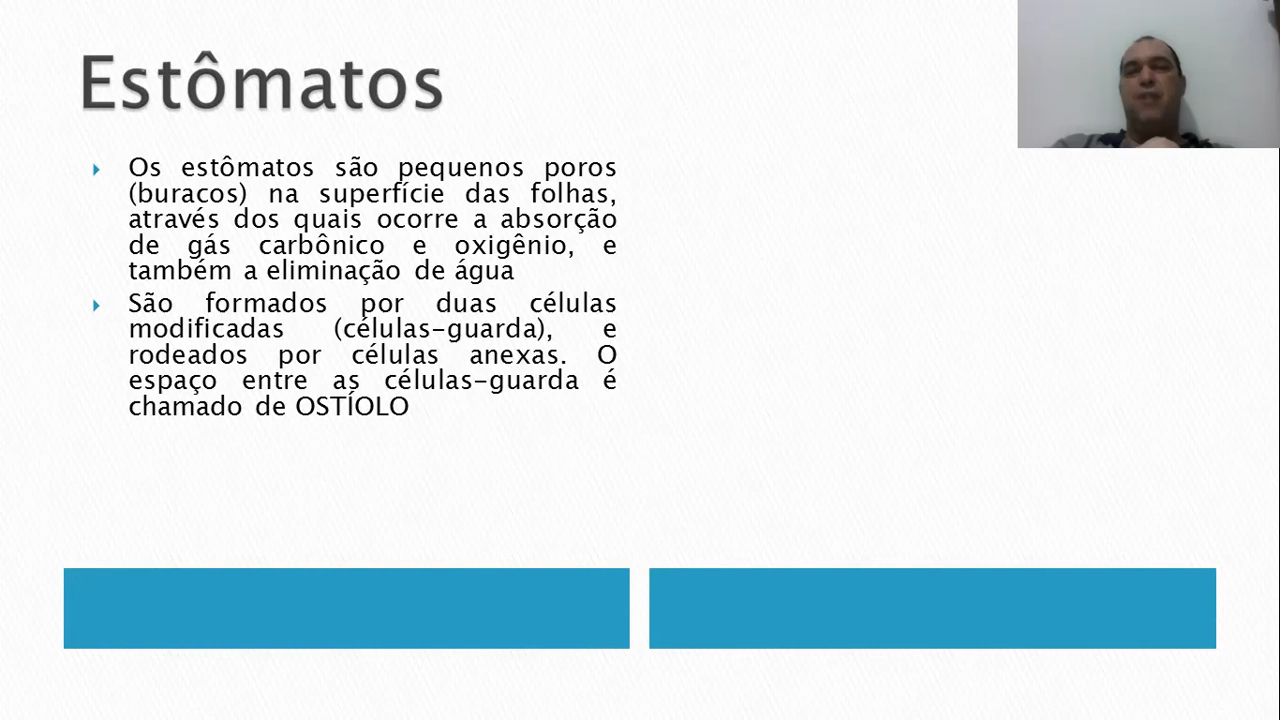 Estômatos
Os estômatos são pequenos poros
(buracos) na superfície das folhas,
através dos quais ocorre a absorção
de gás carbônico e oxigênio, e
também a eliminação de água
São formados por duas células
modificadas (células-guarda), e
rodeados por células anexas. O
espaço entre as células-guarda é
chamado de OSTÍOLO